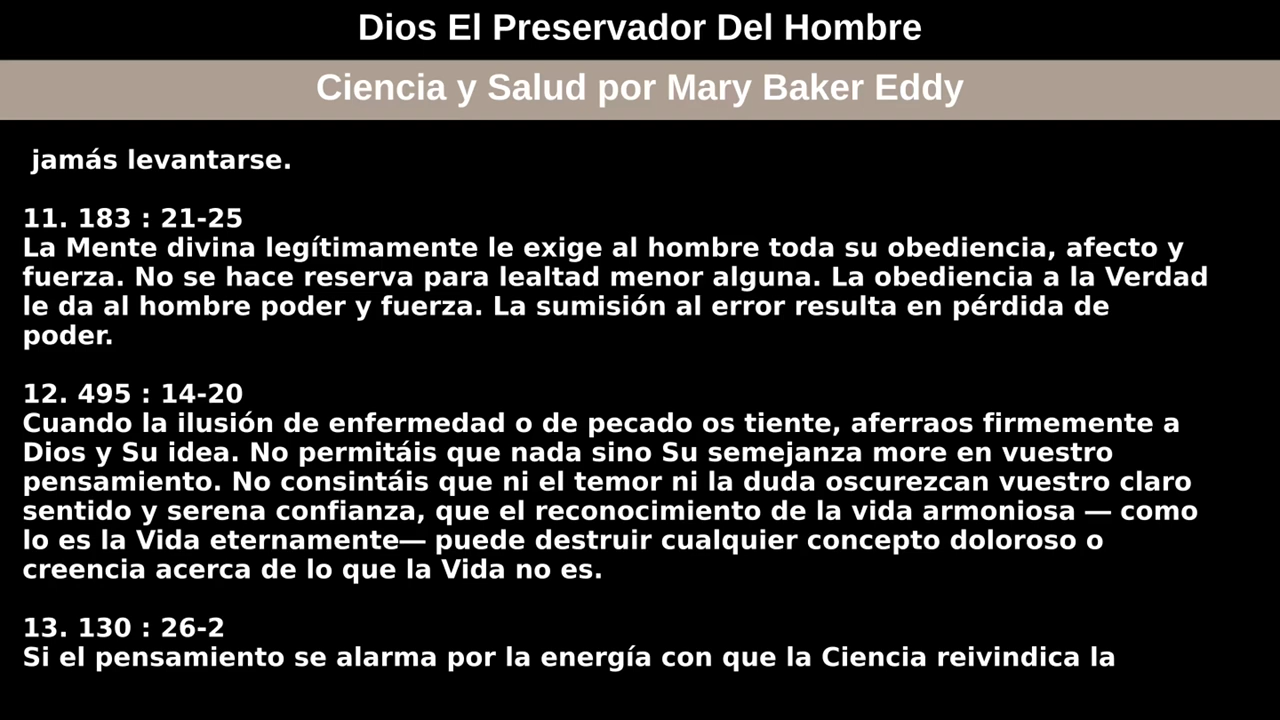 Dios El Preservador Del Hombre
Ciencia y Salud por Mary Baker Eddy
jamás levantarse.
11. 183 : 21-25
La Mente divina legítimamente le exige al hombre toda su obediencia, afecto y
fuerza. No se hace reserva para lealtad menor alguna. La obediencia a la Verdad
le da al hombre poder y fuerza. La sumisión al error resulta en pérdida de
poder.
12. 495 : 14-20
Cuando la ilusión de enfermedad o de pecado os tiente, aferraos firmemente a
Dios y Su idea. No permitáis que nada sino Su semejanza more en vuestro
pensamiento. No consintáis que ni el temor ni la duda oscurezcan vuestro claro
sentido y serena confianza, que el reconocimiento de la vida armoniosa — como
lo es la Vida eternamente— puede destruir cualquier concepto doloroso o
creencia acerca de lo que la Vida no es.
13. 130 : 26-2
Si el pensamiento se alarma por la energía con que la Ciencia reivindica la